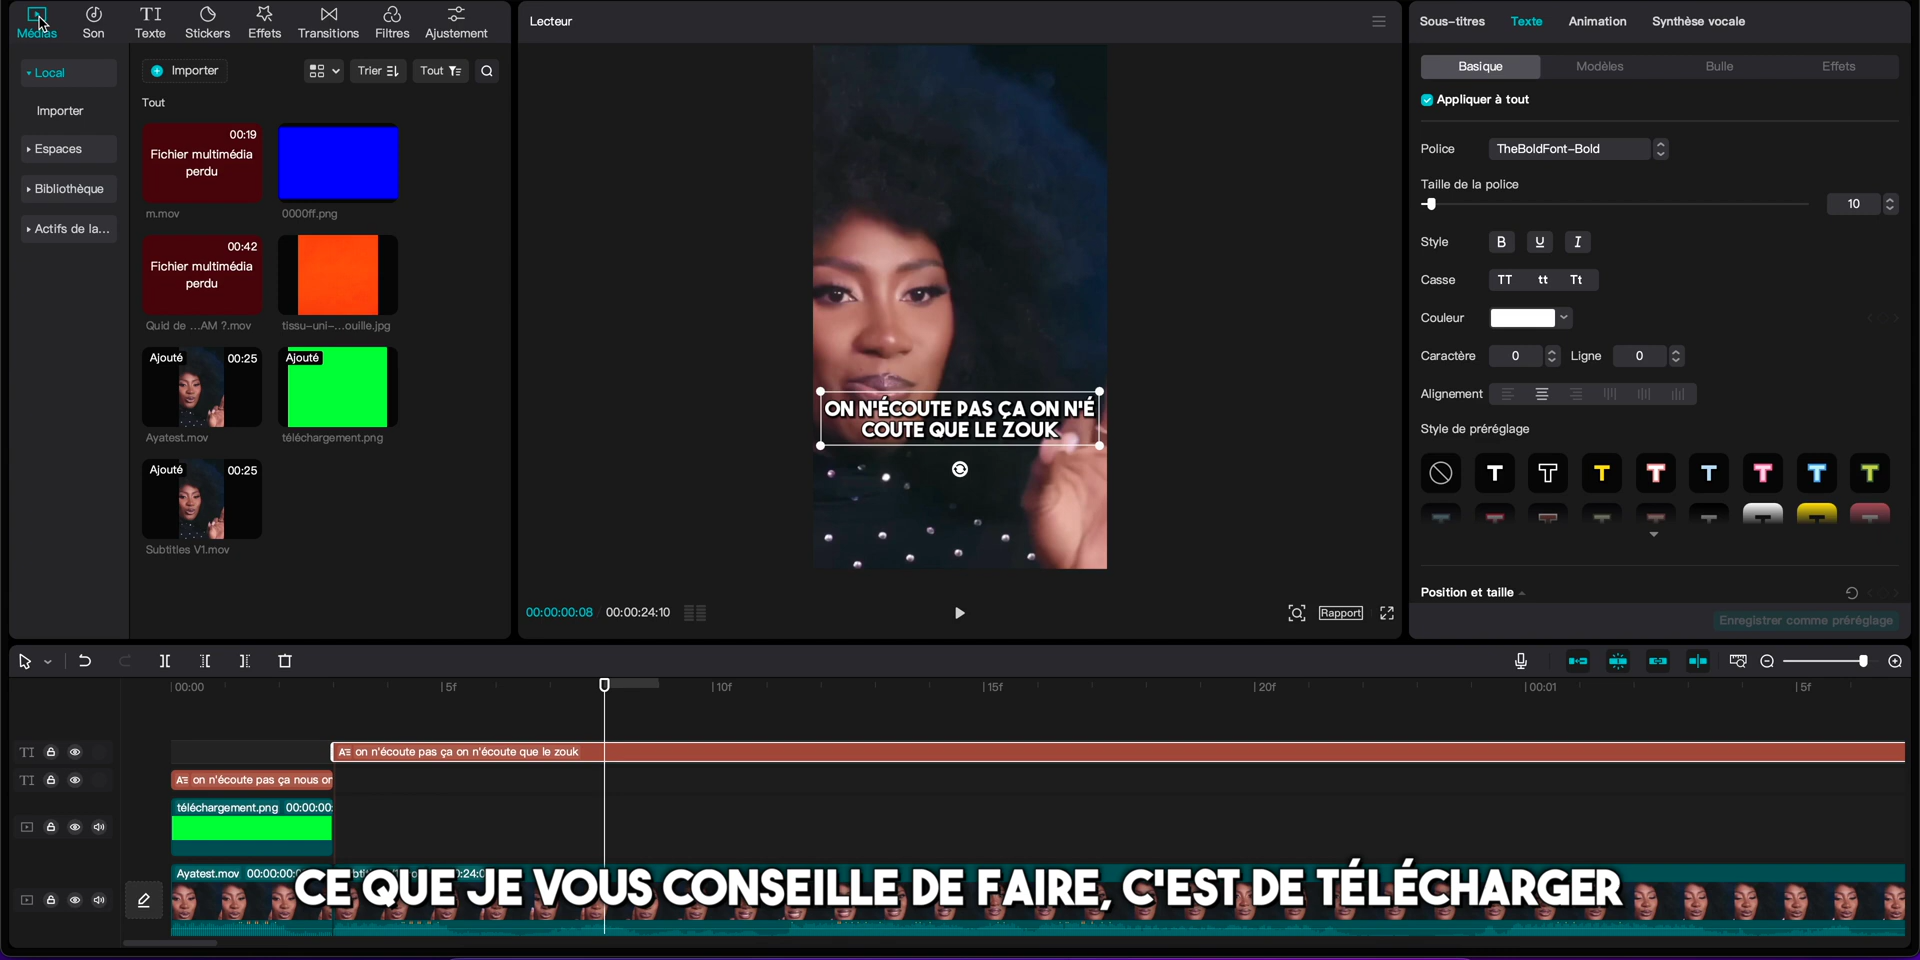 Médias
Son
Texte
Stickers
Effets
Transitions
Filtres
Ajustement
Local
Importer
Espaces
Bibliothèque
Actifs de la...
Importer
Trier
Tout
Tout
00:19
Fichier multimédia
perdu
m.mov
0000ff.png
00:42
Fichier multimédia
perdu
Quid de ...AM ?.mov
tissu-uni-...ouille.jpg
Ajouté 00:25
Ayatest.mov
Ajouté
téléchargement.png
Ajouté 00:25
Subtitles V1.mov
Lecteur
ON N'ÉCOUTE PAS ÇA ON N'É
COUTE QUE LE ZOUK
00:00:00:08
00:00:24:10
Rapport
Sous-titres
Texte
Animation
Synthèse vocale
Basique
Modèles
Bulle
Effets
Appliquer à tout
Police
TheBoldFont-Bold
Taille de la police
10
Style
B U I
Casse
TT tt Tt
Couleur
Caractère
0
Ligne
0
Alignement
Style de préréglage
T T T T T T T T
Position et taille
Enregistrer comme préréglage
00:00
5f
10f
15f
20f
00:01
5f
TI
on n'écoute pas ça on n'écoute que le zouk
TI
on n'écoute pas ça nous on
téléchargement.png 00:00:00:
Ayatest.mov 00:00:00:
CE QUE JE VOUS CONSEILLE DE FAIRE, C'EST DE TÉLÉCHARGER